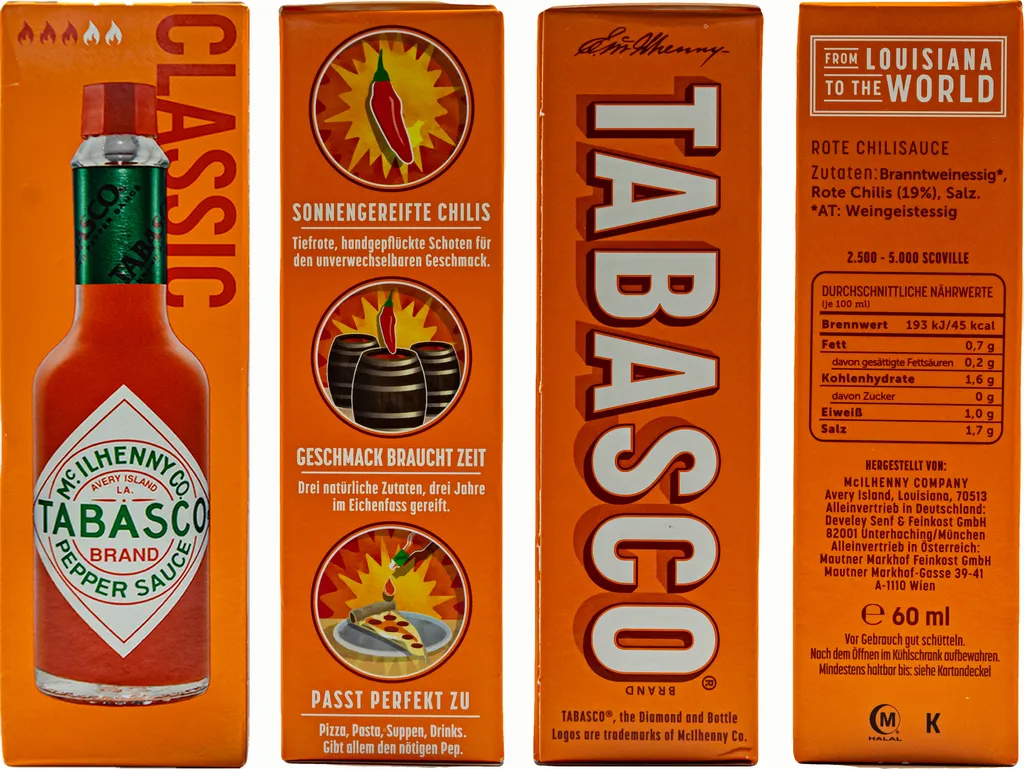 CLASSIC
TABASCO
McILHENNY CO.
AVERY ISLAND
LA.
TABASCO
BRAND
PEPPER SAUCE
SONNENGEREIFTE CHILIS
Tiefrote, handgepflückte Schoten für
den unverwechselbaren Geschmack.
GESCHMACK BRAUCHT ZEIT
Drei natürliche Zutaten, drei Jahre
im Eichenfass gereift.
PASST PERFEKT ZU
Pizza, Pasta, Suppen, Drinks.
Gibt allem den nötigen Pep.
E. McIlhenny
TABASCO®
BRAND
TABASCO®, the Diamond and Bottle
Logos are trademarks of McIlhenny Co.
FROM LOUISIANA
TO THE WORLD
ROTE CHILISAUCE
Zutaten: Branntweinessig*,
Rote Chilis (19%), Salz.
*AT: Weingeistessig
2.500 - 5.000 SCOVILLE
DURCHSCHNITTLICHE NÄHRWERTE
(je 100 ml)
Brennwert 193 kJ/45 kcal
Fett 0,7 g
davon gesättigte Fettsäuren 0,2 g
Kohlenhydrate 1,6 g
davon Zucker 0 g
Eiweiß 1,0 g
Salz 1,7 g
HERGESTELLT VON:
McILHENNY COMPANY
Avery Island, Louisiana, 70513
Alleinvertrieb in Deutschland:
Develey Senf & Feinkost GmbH
82001 Unterhaching/München
Alleinvertrieb in Österreich:
Mautner Markhof Feinkost GmbH
Mautner Markhof-Gasse 39-41
A-1110 Wien
℮ 60 ml
Vor Gebrauch gut schütteln.
Nach dem Öffnen im Kühlschrank aufbewahren.
Mindestens haltbar bis: siehe Kartondeckel
M K
HALAL